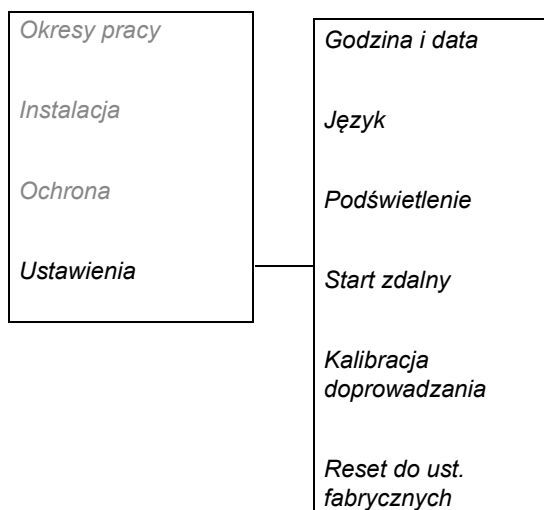 Okresy pracy
Instalacja
Ochrona
Ustawienia
Godzina i data
Język
Podświetlenie
Start zdalny
Kalibracja
doprowadzania
Reset do ust.
fabrycznych